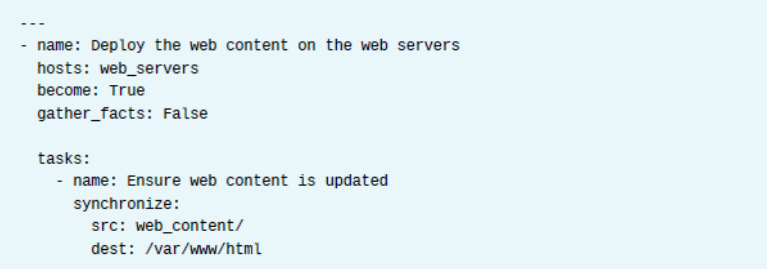 ---
- name: Deploy the web content on the web servers
  hosts: web_servers
  become: True
  gather_facts: False

  tasks:
    - name: Ensure web content is updated
      synchronize:
        src: web_content/
        dest: /var/www/html